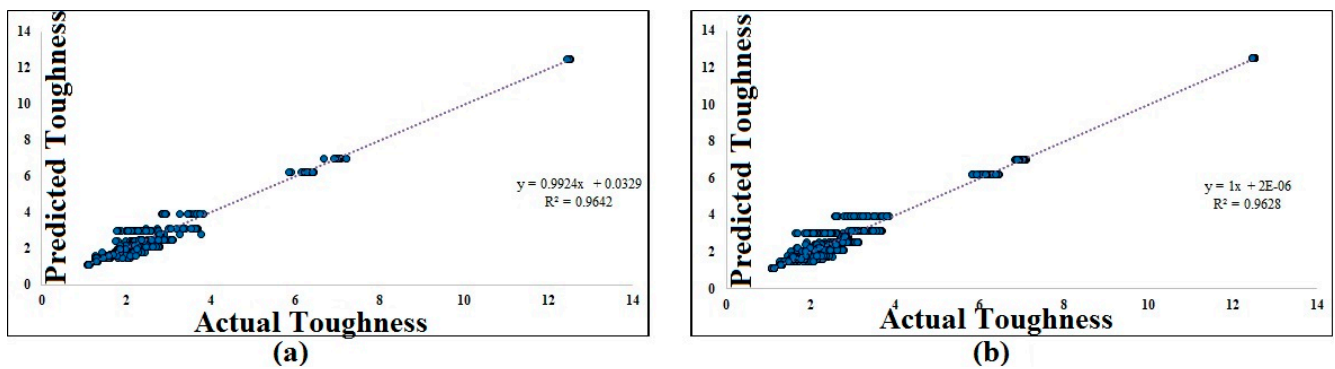 14
12
10
8
6
4
2
0
Predicted Toughness
0 2 4 6 8 10 12 14
Actual Toughness
y = 0.9924x + 0.0329
R² = 0.9642
(a)
14
12
10
8
6
4
2
0
Predicted Toughness
0 2 4 6 8 10 12 14
Actual Toughness
y = 1x + 2E-06
R² = 0.9628
(b)